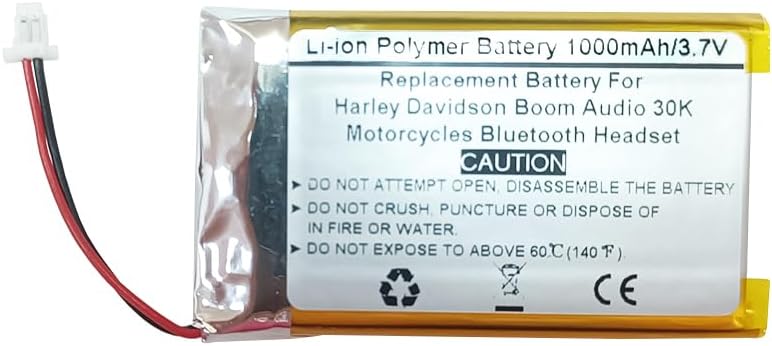 Li-ion Polymer Battery 1000mAh/3.7V
Replacement Battery For
Harley Davidson Boom Audio 30K
Motorcycles Bluetooth Headset
CAUTION
➤ DO NOT ATTEMPT OPEN, DISASSEMBLE THE BATTERY
➤ DO NOT CRUSH, PUNCTURE OR DISPOSE OF
IN FIRE OR WATER.
➤ DO NOT EXPOSE TO ABOVE 60℃(140℉).
CE